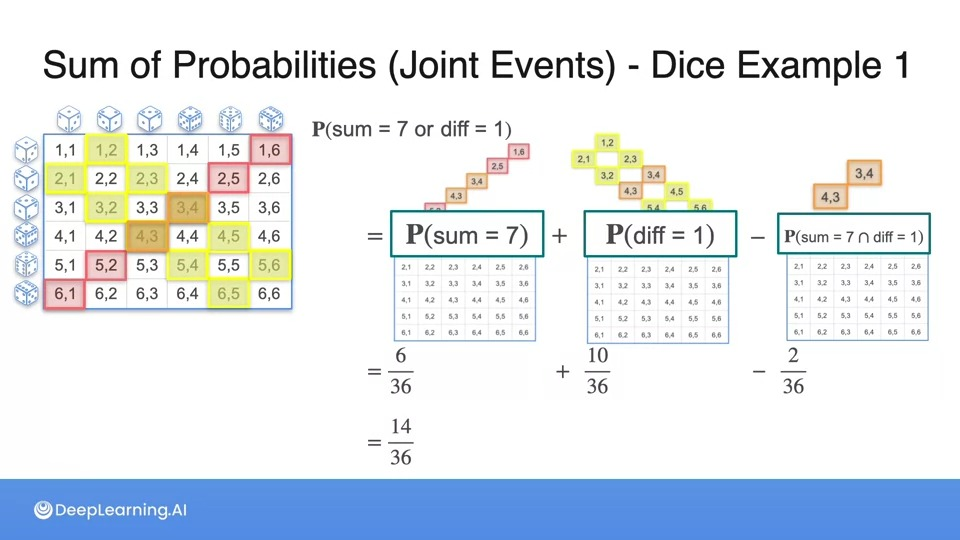 Sum of Probabilities (Joint Events) - Dice Example 1
1,1 1,2 1,3 1,4 1,5 1,6
2,1 2,2 2,3 2,4 2,5 2,6
3,1 3,2 3,3 3,4 3,5 3,6
4,1 4,2 4,3 4,4 4,5 4,6
5,1 5,2 5,3 5,4 5,5 5,6
6,1 6,2 6,3 6,4 6,5 6,6
P(sum = 7 or diff = 1)
1,6
2,5
3,4
4,3
1,2
2,1 2,3
3,2 3,4
4,3 4,5
5,4 5,6
3,4
4,3
= P(sum = 7) + P(diff = 1) − P(sum = 7 ∩ diff = 1)
2,1 2,2 2,3 2,4 2,5 2,6
3,1 3,2 3,3 3,4 3,5 3,6
4,1 4,2 4,3 4,4 4,5 4,6
5,1 5,2 5,3 5,4 5,5 5,6
6,1 6,2 6,3 6,4 6,5 6,6
2,1 2,2 2,3 2,4 2,5 2,6
3,1 3,2 3,3 3,4 3,5 3,6
4,1 4,2 4,3 4,4 4,5 4,6
5,1 5,2 5,3 5,4 5,5 5,6
6,1 6,2 6,3 6,4 6,5 6,6
2,1 2,2 2,3 2,4 2,5 2,6
3,1 3,2 3,3 3,4 3,5 3,6
4,1 4,2 4,3 4,4 4,5 4,6
5,1 5,2 5,3 5,4 5,5 5,6
6,1 6,2 6,3 6,4 6,5 6,6
= 6/36 + 10/36 − 2/36
= 14/36
DeepLearning.AI